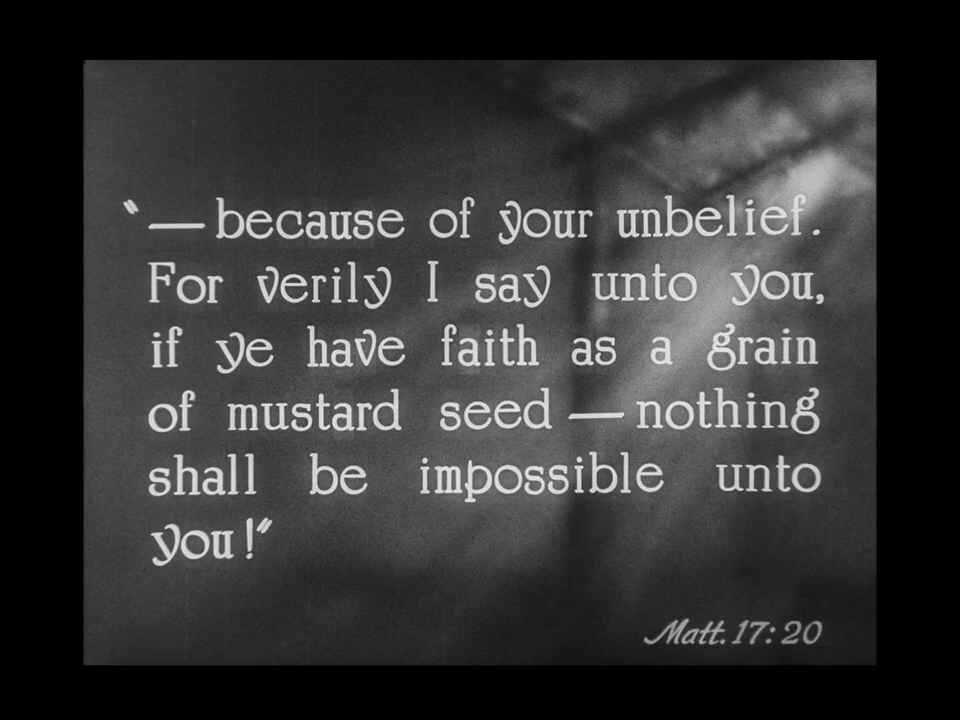 "—because of your unbelief.
For verily I say unto you,
if ye have faith as a grain
of mustard seed — nothing
shall be impossible unto
you!"
Matt. 17: 20